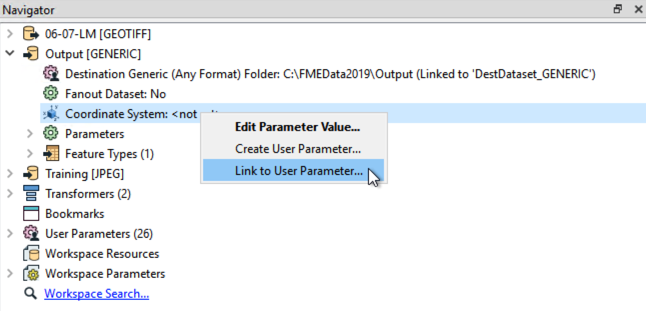 Navigator
06-07-LM [GEOTIFF]
Output [GENERIC]
Destination Generic (Any Format) Folder: C:\FMEData2019\Output (Linked to 'DestDataset_GENERIC')
Fanout Dataset: No
Coordinate System: <not
Edit Parameter Value...
Parameters
Create User Parameter...
Feature Types (1)
Link to User Parameter...
Training [JPEG]
Transformers (2)
Bookmarks
User Parameters (26)
Workspace Resources
Workspace Parameters
Workspace Search...